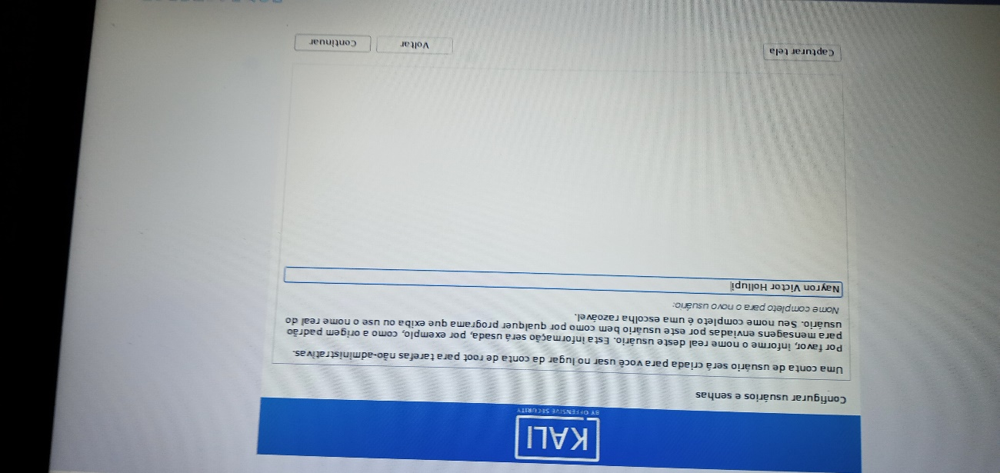 KALI
BY OFFENSIVE SECURITY
Configurar usuários e senhas
Uma conta de usuário será criada para você usar no lugar da conta de root para tarefas não-administrativas.
Por favor, informe o nome real deste usuário. Esta informação será usada, por exemplo, como a origem padrão
para mensagens enviadas por este usuário bem como por qualquer programa que exiba ou use o nome real do
usuário. Seu nome completo é uma escolha razoável.
Nome completo para o novo usuário:
Nayron Victor Hollupi
Capturar tela
Voltar
Continuar